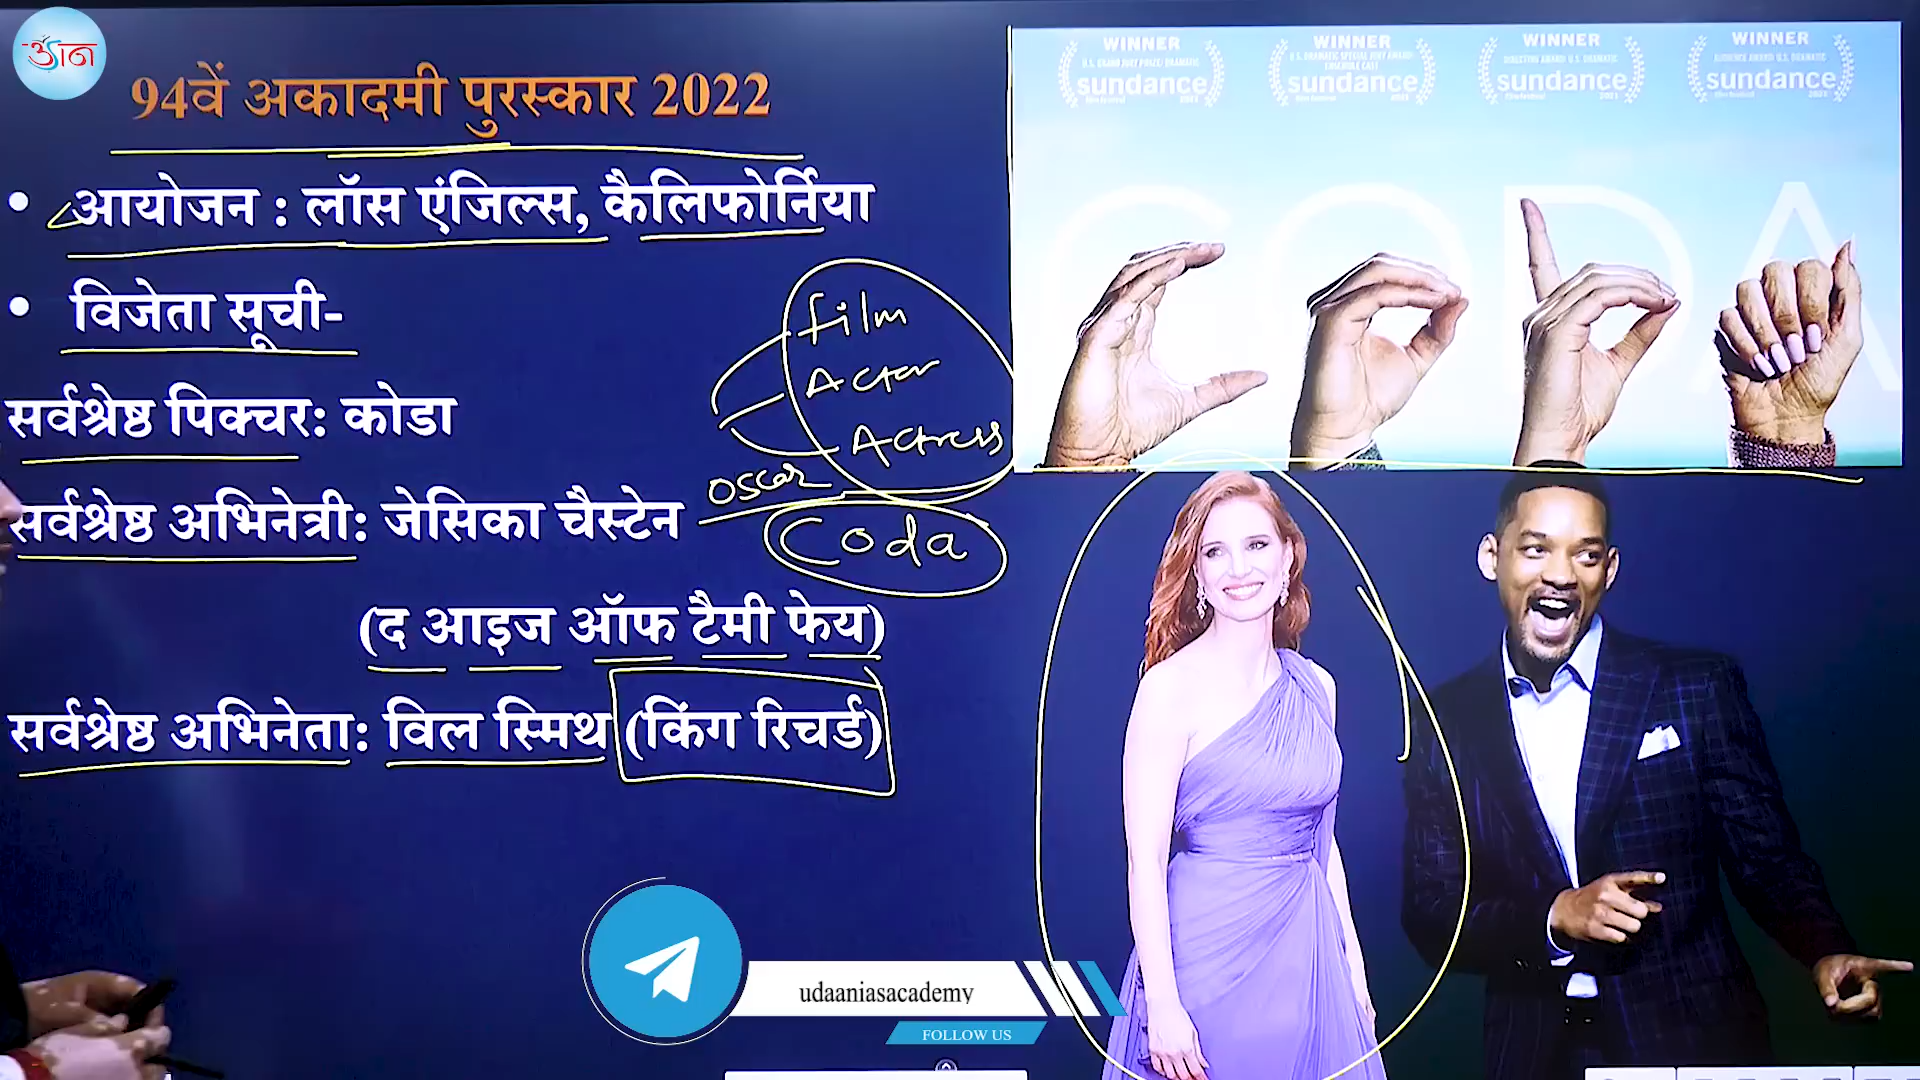 उड़ान
94वें अकादमी पुरस्कार 2022
• आयोजन : लॉस एंजिल्स, कैलिफोर्निया
• विजेता सूची-
सर्वश्रेष्ठ पिक्चर: कोडा
सर्वश्रेष्ठ अभिनेत्री: जेसिका चैस्टेन
(द आइज ऑफ टैमी फेय)
सर्वश्रेष्ठ अभिनेता: विल स्मिथ (किंग रिचर्ड)
film
Actor
Actress
oscar
Coda
WINNER
sundance
WINNER
sundance
WINNER
sundance
WINNER
sundance
CODA
udaaniasacademy
FOLLOW US